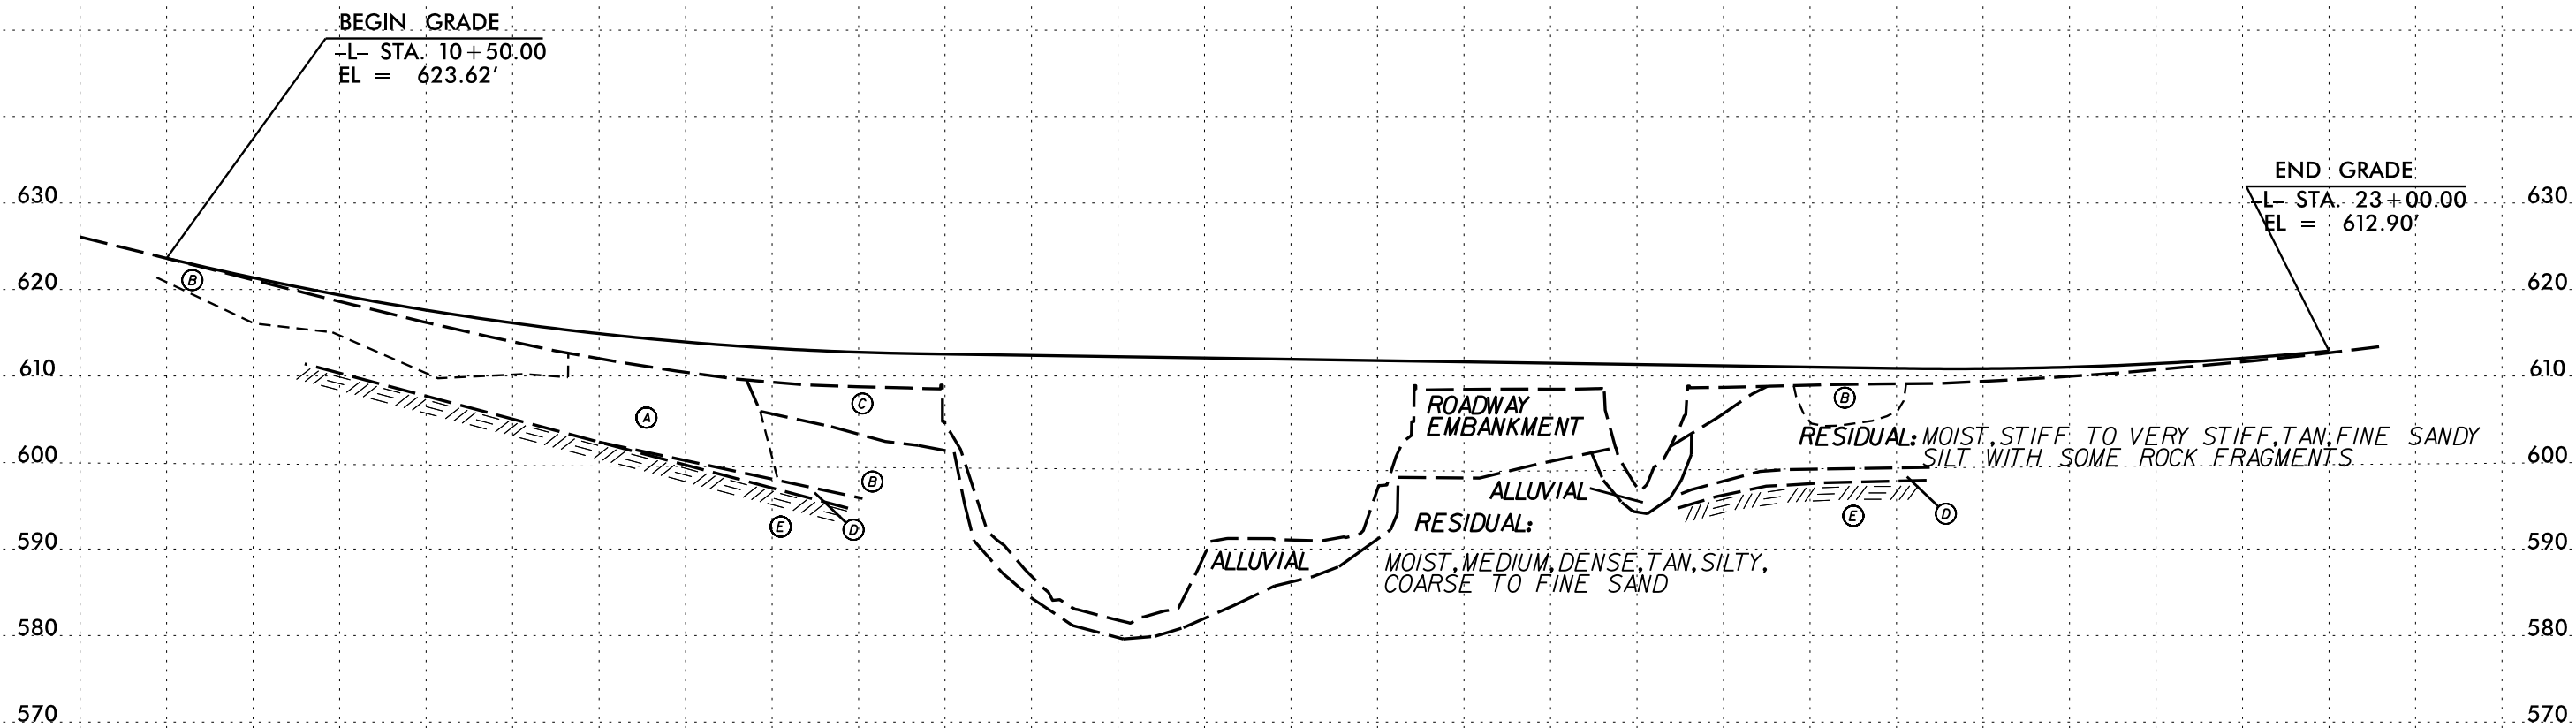 BEGIN GRADE
-L- STA. 10+50.00
EL = 623.62'
END GRADE
-L- STA. 23+00.00
EL = 612.90'
630
630
620
620
610
610
600
600
590
590
580
580
570
570
B
A
C
B
E
D
ROADWAY
EMBANKMENT
ALLUVIAL
ALLUVIAL
RESIDUAL:
MOIST, MEDIUM, DENSE, TAN, SILTY,
COARSE TO FINE SAND
B
RESIDUAL: MOIST, STIFF TO VERY STIFF, TAN, FINE SANDY
SILT WITH SOME ROCK FRAGMENTS
E
D